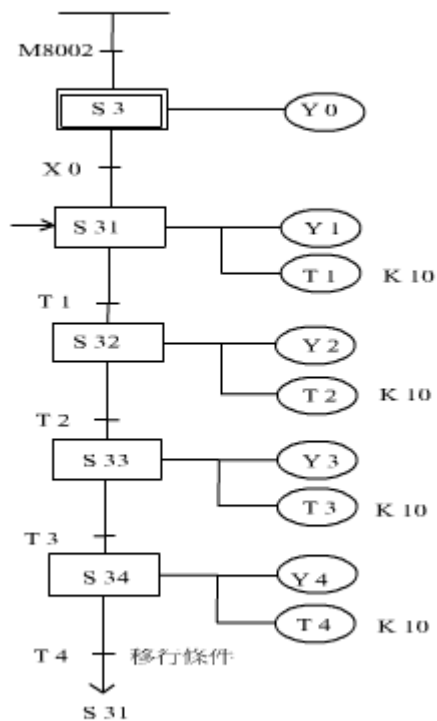 M8002
S 3 Y 0
X 0
S 31 Y 1
T 1 K 10
T 1
S 32 Y 2
T 2 K 10
T 2
S 33 Y 3
T 3 K 10
T 3
S 34 Y 4
T 4 K 10
T 4 移行條件
S 31